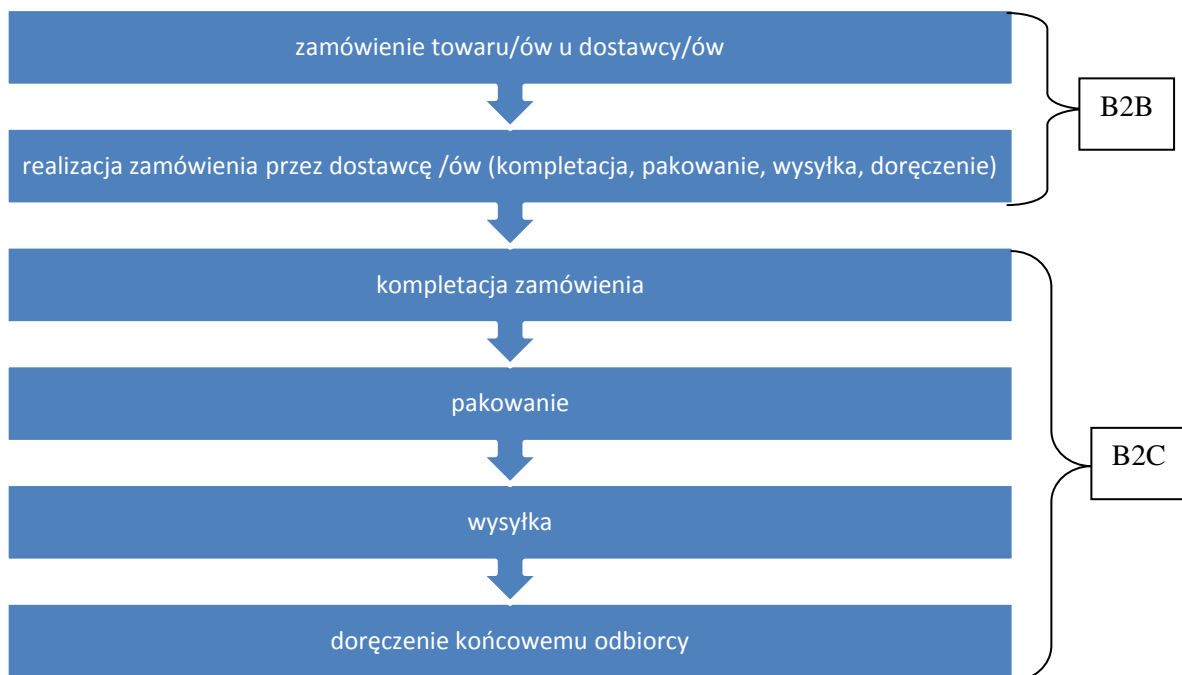 zamówienie towaru/ów u dostawcy/ów
B2B
realizacja zamówienia przez dostawcę /ów (kompletacja, pakowanie, wysyłka, doręczenie)
kompletacja zamówienia
pakowanie
B2C
wysyłka
doręczenie końcowemu odbiorcy